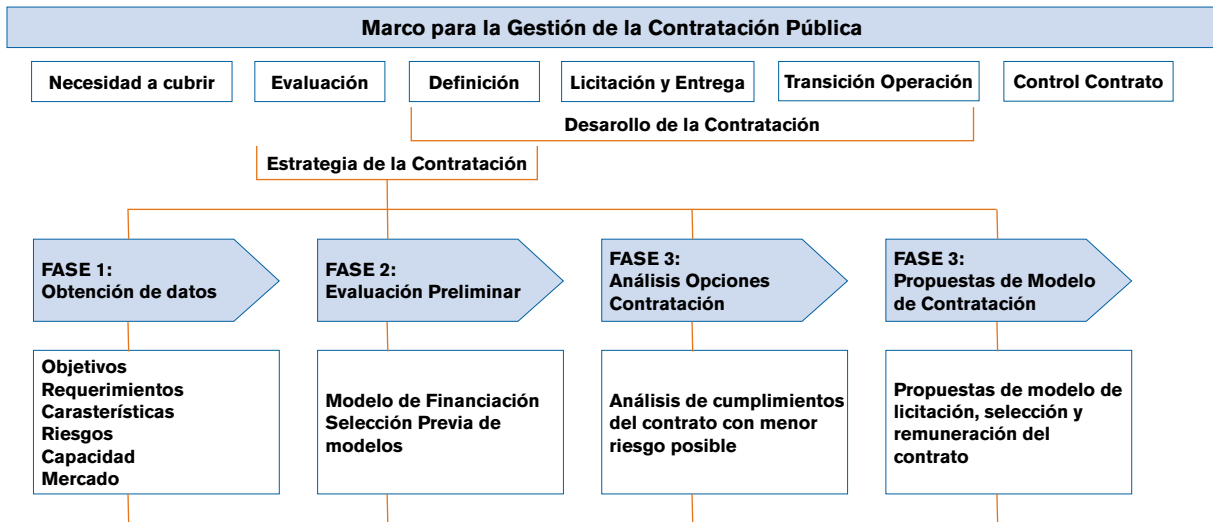 Marco para la Gestión de la Contratación Pública
Necesidad a cubrir
Evaluación
Definición
Licitación y Entrega
Transición Operación
Control Contrato
Desarollo de la Contratación
Estrategia de la Contratación
FASE 1:
Obtención de datos
FASE 2:
Evaluación Preliminar
FASE 3:
Análisis Opciones
Contratación
FASE 3:
Propuestas de Modelo
de Contratación
Objetivos
Requerimientos
Carasterísticas
Riesgos
Capacidad
Mercado
Modelo de Financiación
Selección Previa de
modelos
Análisis de cumplimientos
del contrato con menor
riesgo posible
Propuestas de modelo de
licitación, selección y
remuneración del
contrato